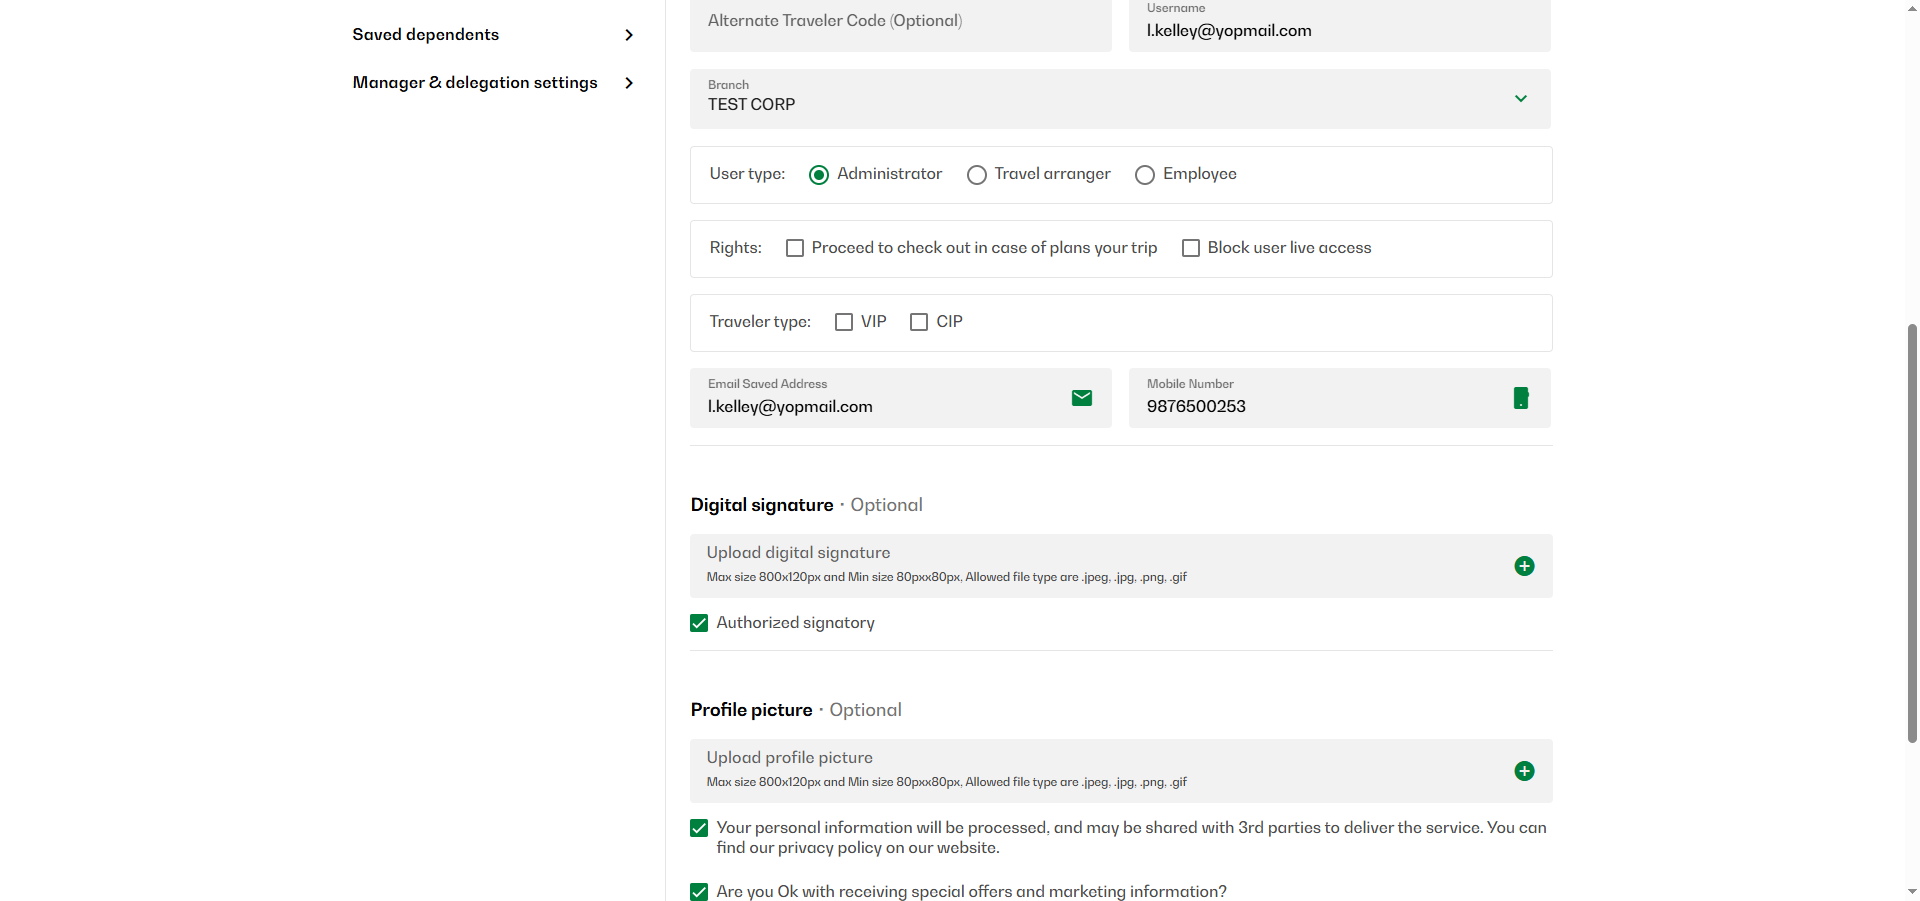 Saved dependents
Manager & delegation settings
Alternate Traveler Code (Optional)
Username
l.kelley@yopmail.com
Branch
TEST CORP
User type: Administrator Travel arranger Employee
Rights: Proceed to check out in case of plans your trip Block user live access
Traveler type: VIP CIP
Email Saved Address
l.kelley@yopmail.com
Mobile Number
9876500253
Digital signature · Optional
Upload digital signature
Max size 800x120px and Min size 80pxx80px, Allowed file type are .jpeg, .jpg, .png, .gif
Authorized signatory
Profile picture · Optional
Upload profile picture
Max size 800x120px and Min size 80pxx80px, Allowed file type are .jpeg, .jpg, .png, .gif
Your personal information will be processed, and may be shared with 3rd parties to deliver the service. You can
find our privacy policy on our website.
Are you Ok with receiving special offers and marketing information?